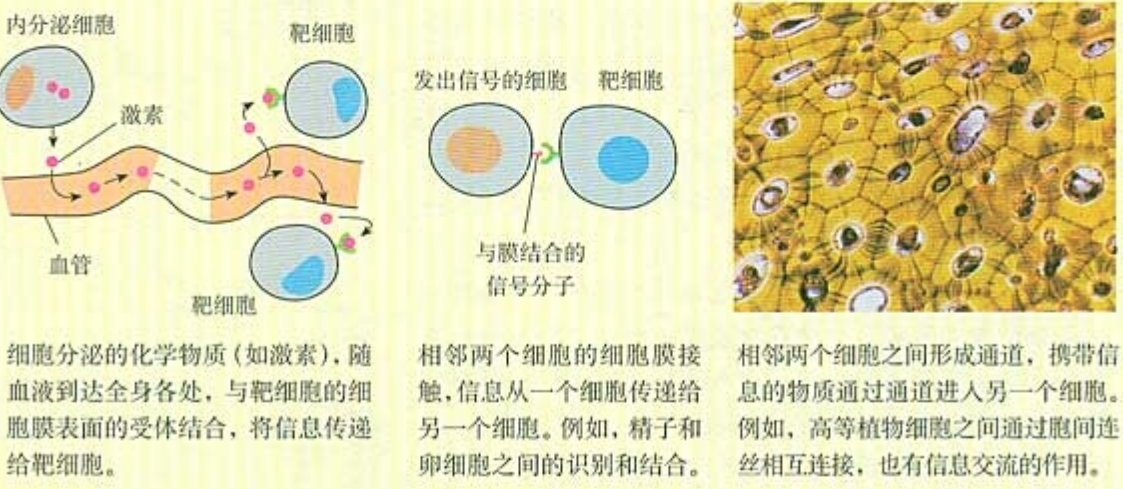 内分泌细胞
靶细胞
激素
血管
靶细胞
细胞分泌的化学物质(如激素),随
血液到达全身各处,与靶细胞的细
胞膜表面的受体结合,将信息传递
给靶细胞。
发出信号的细胞 靶细胞
与膜结合的
信号分子
相邻两个细胞的细胞膜接
触,信息从一个细胞传递给
另一个细胞。例如,精子和
卵细胞之间的识别和结合。
相邻两个细胞之间形成通道,携带信
息的物质通过通道进入另一个细胞。
例如,高等植物细胞之间通过胞间连
丝相互连接,也有信息交流的作用。